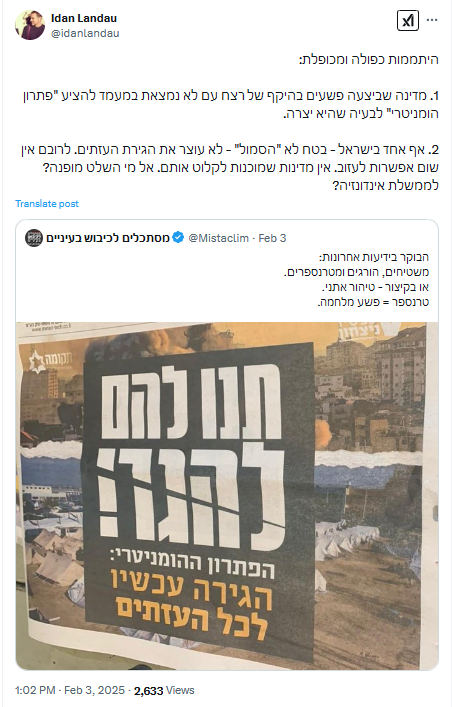 Idan Landau
@idanlandau
היתממות כפולה ומכופלת:
1. מדינה שביצעה פשעים בהיקף של רצח עם לא נמצאת במעמד להציע "פתרון
הומניטרי" לבעיה שהיא יצרה.
2. אף אחד בישראל - בטח לא "הסמול" - לא עוצר את הגירת העזתים. לרובם אין
שום אפשרות לעזוב. אין מדינות שמוכנות לקלוט אותם. אל מי השלט מופנה?
לממשלת אינדונזיה?
Translate post
מסתכלים לכיבוש בעיניים @Mistaclim · Feb 3
הבוקר בידיעות אחרונות:
משטיחים, הורגים ומטרנספרים.
או בקיצור - טיהור אתני.
טרנספר = פשע מלחמה.
תקומה
תנו להם
להגר!
הפתרון ההומניטרי:
הגירה עכשיו
לכל העזתים
1:02 PM · Feb 3, 2025 · 2,633 Views